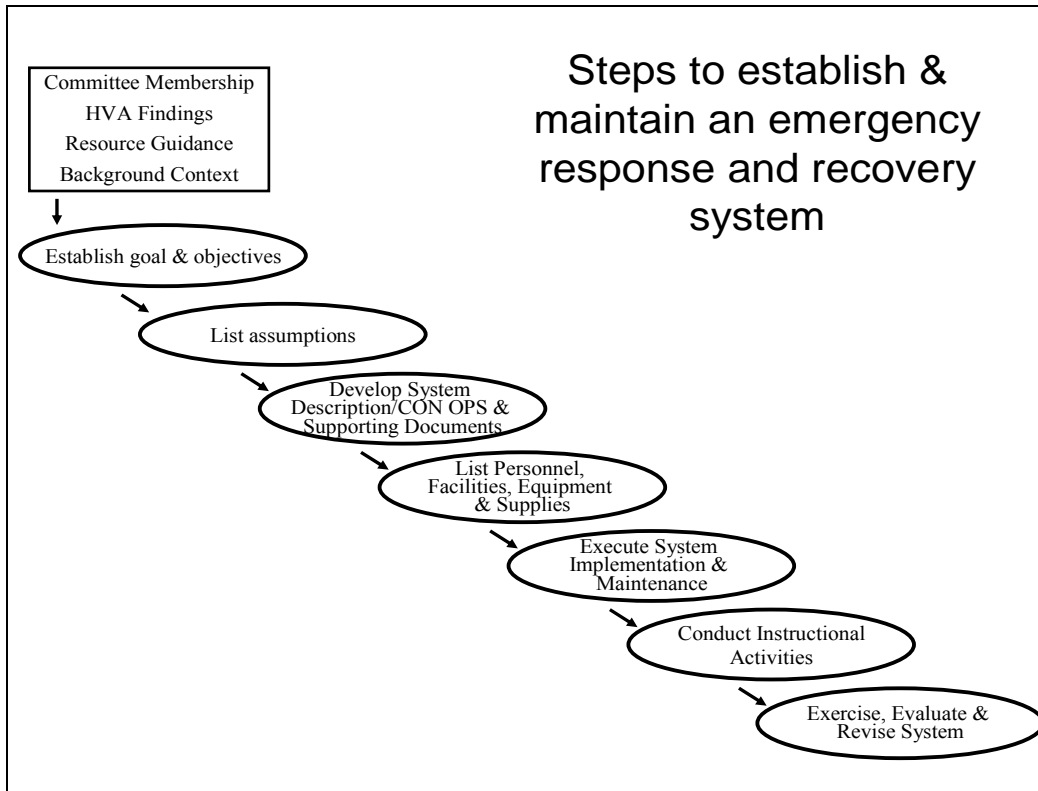 Steps to establish &
maintain an emergency
response and recovery
system
Committee Membership
HVA Findings
Resource Guidance
Background Context
Establish goal & objectives
List assumptions
Develop System
Description/CON OPS &
Supporting Documents
List Personnel,
Facilities, Equipment
& Supplies
Execute System
Implementation &
Maintenance
Conduct Instructional
Activities
Exercise, Evaluate &
Revise System